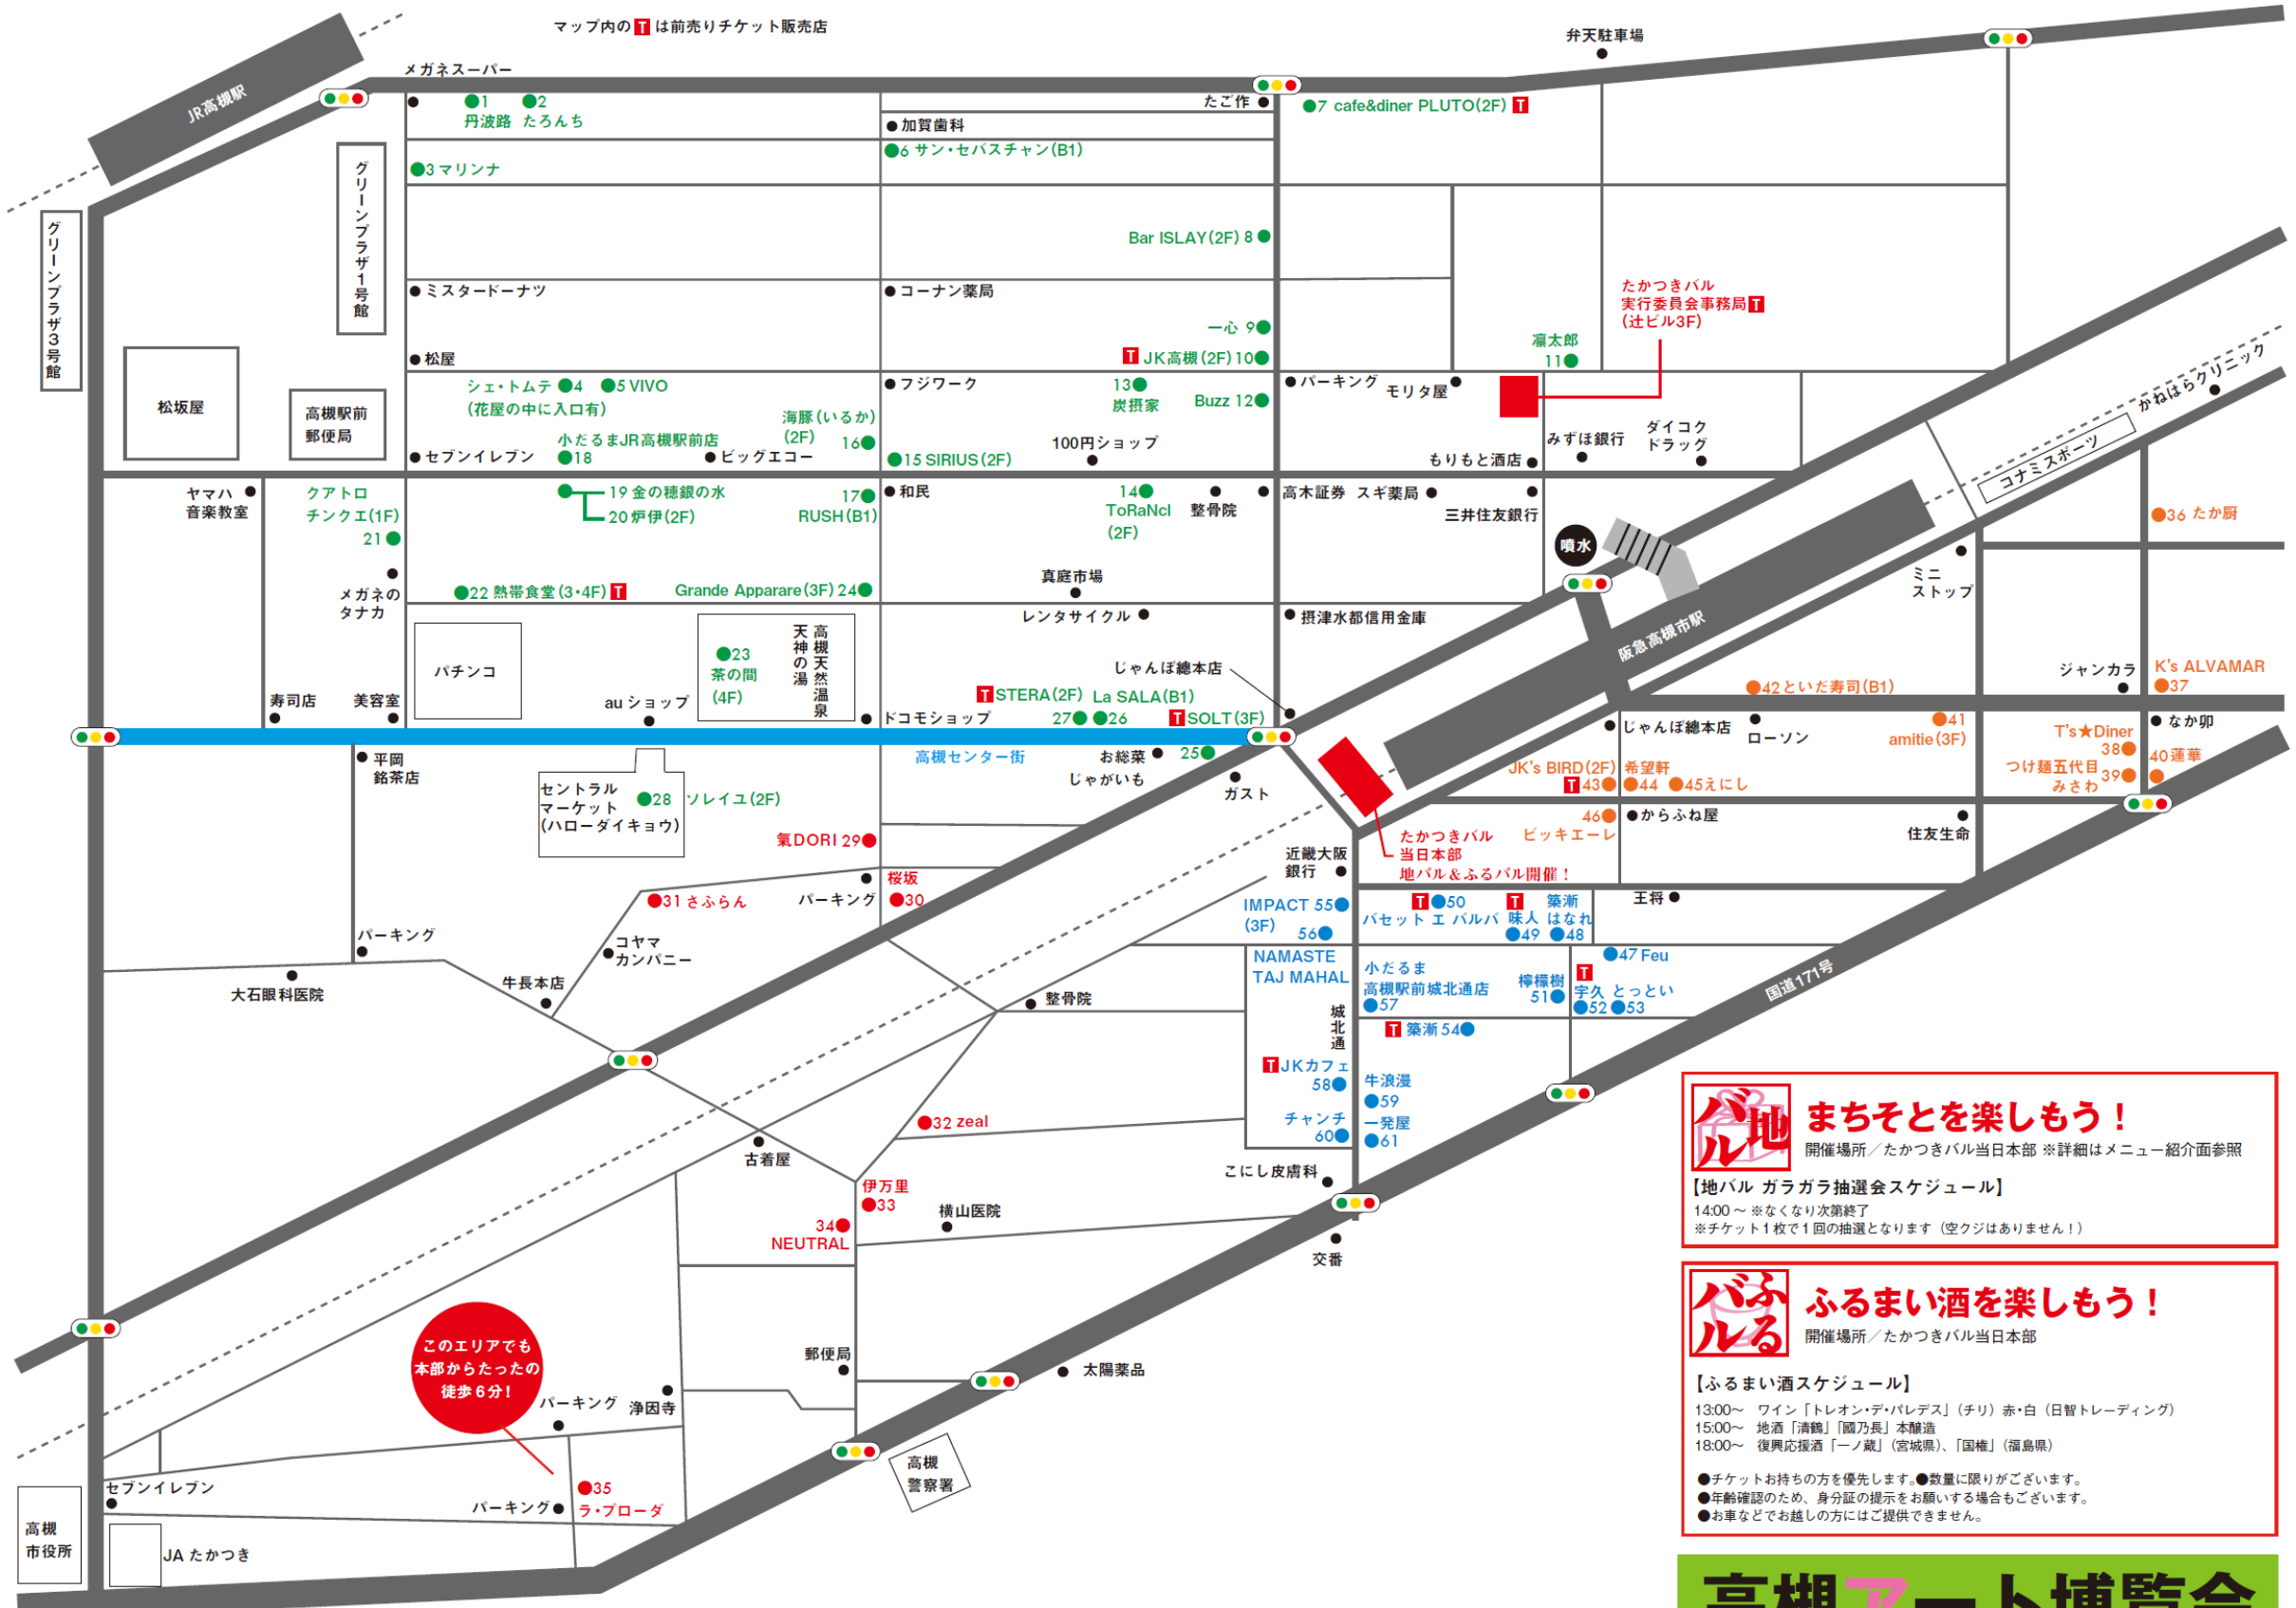 マップ内の T は前売りチケット販売店
弁天駐車場
JR高槻駅
メガネスーパー
●1 ●2
丹波路 たろんち
たご作
●7 cafe&diner PLUTO(2F) T
加賀歯科
●6 サン・セバスチャン(B1)
●3 マリンナ
グリーンプラザ1号館
グリーンプラザ3号館
Bar ISLAY(2F) 8●
ミスタードーナツ
コーナン薬局
たかつきバル
実行委員会事務局 T
(辻ビル3F)
一心 9●
凛太郎
11●
松屋
T JK高槻(2F)10●
松坂屋
高槻駅前
郵便局
シェ・トムテ ●4 ●5 VIVO
(花屋の中に入口有)
フジワーク
13●
炭摂家
Buzz 12●
パーキング
モリタ屋
かねはらクリニック
コナミスポーツ
海豚(いるか)
(2F) 16●
小だるまJR高槻駅前店
●18
セブンイレブン
ビッグエコー
●15 SIRIUS(2F)
100円ショップ
もりもと酒店
みずほ銀行
ダイコク
ドラッグ
ヤマハ
音楽教室
クアトロ
チンクエ(1F)
21●
19 金の穂銀の水
20 炉伊(2F)
17●
RUSH(B1)
和民
14●
ToRaNcl
(2F)
整骨院
高木証券
スギ薬局
三井住友銀行
噴水
●36 たか厨
メガネの
タナカ
●22 熱帯食堂(3・4F) T
Grande Apparare(3F) 24●
真庭市場
レンタサイクル
摂津水都信用金庫
ミニ
ストップ
阪急高槻市駅
パチンコ
●23
茶の間
(4F)
高槻天然温泉
天神の湯
じゃんぼ總本店
ジャンカラ
K's ALVAMAR
●37
寿司店
美容室
au ショップ
ドコモショップ
T STERA(2F) La SALA(B1)
27● ●26
T SOLT(3F)
●42 といだ寿司(B1)
じゃんぼ總本店
ローソン
●41
amitie(3F)
なか卯
T's★Diner
38●
つけ麺五代目
みさわ
39●
40 蓮華
平岡
銘茶店
高槻センター街
お総菜
じゃがいも
25●
ガスト
セントラル
マーケット
(ハローダイキョウ)
●28 ソレイユ(2F)
JK's BIRD(2F)
T 43●
希望軒
●44 ●45えにし
46●
ビッキエーレ
からふね屋
住友生命
氣DORI 29●
たかつきバル
当日本部
地バル&ふるバル開催!
近畿大阪
銀行
桜坂
●30
パーキング
●31 さふらん
IMPACT 55●
(3F)
56●
NAMASTE
TAJ MAHAL
T ●50
バセット エ バルバ
T
味人
●49
築漸
はなれ
●48
王将
パーキング
コヤマ
カンパニー
大石眼科医院
牛長本店
整骨院
城北通
小だるま
高槻駅前城北通店
●57
檸檬樹
51●
●47 Feu
T
宇久 とっとい
●52 ●53
国道171号
T 築漸 54●
T JKカフェ
58●
牛浪漫
●59
チャンチ
60●
一発屋
●61
●32 zeal
古着屋
こにし皮膚科
伊万里
●33
34●
NEUTRAL
横山医院
交番
郵便局
太陽薬品
このエリアでも
本部からたったの
徒歩6分!
パーキング
浄因寺
高槻
警察署
セブンイレブン
パーキング
●35
ラ・プローダ
高槻
市役所
JA たかつき
地バル
まちそとを楽しもう!
開催場所/たかつきバル当日本部 ※詳細はメニュー紹介面参照
【地バル ガラガラ抽選会スケジュール】
14:00 〜 ※なくなり次第終了
※チケット1枚で1回の抽選となります(空クジはありません!)
ふるバル
ふるまい酒を楽しもう!
開催場所/たかつきバル当日本部
【ふるまい酒スケジュール】
13:00〜 ワイン「トレオン・デ・パレデス」(チリ)赤・白(日智トレーディング)
15:00〜 地酒「清鶴」「國乃長」本醸造
18:00〜 復興応援酒「一ノ蔵」(宮城県)、「国権」(福島県)
●チケットお持ちの方を優先します。●数量に限りがございます。
●年齢確認のため、身分証の提示をお願いする場合もございます。
●お車などでお越しの方にはご提供できません。
高槻アート博覧会